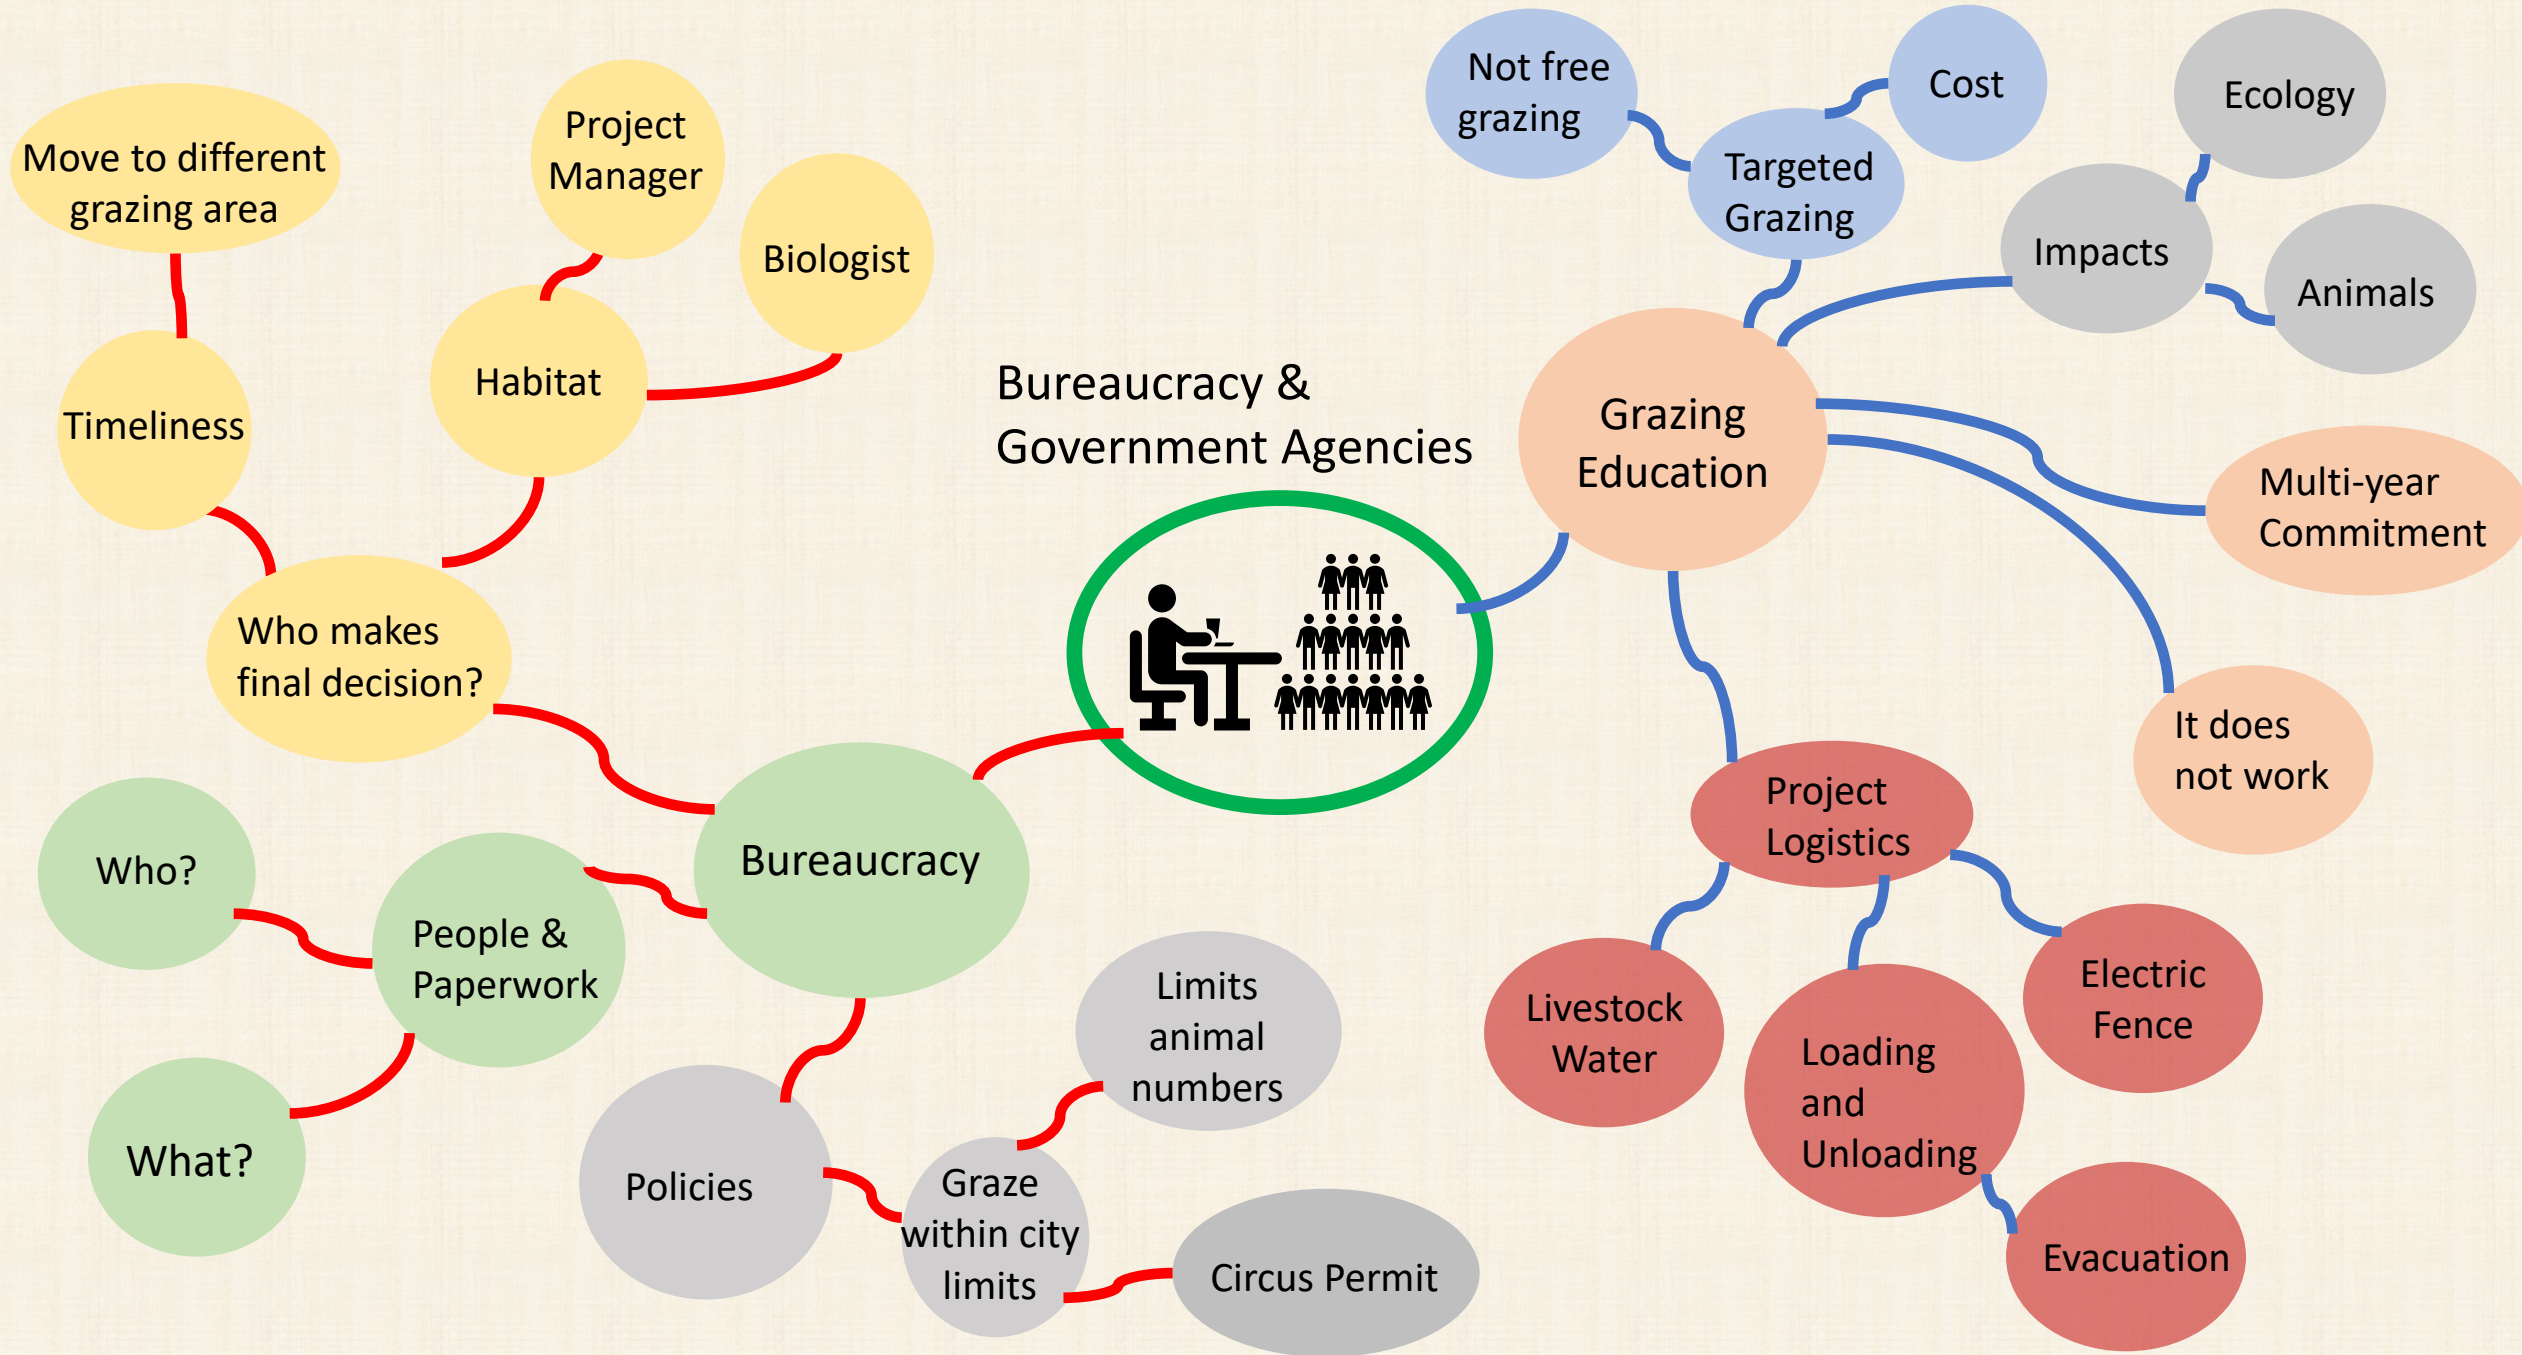 Bureaucracy &
Government Agencies
Move to different
grazing area
Project
Manager
Biologist
Habitat
Timeliness
Who makes
final decision?
Bureaucracy
Who?
People &
Paperwork
What?
Policies
Limits
animal
numbers
Graze
within city
limits
Circus Permit
Not free
grazing
Cost
Targeted
Grazing
Ecology
Impacts
Animals
Grazing
Education
Multi-year
Commitment
It does
not work
Project
Logistics
Livestock
Water
Loading
and
Unloading
Electric
Fence
Evacuation